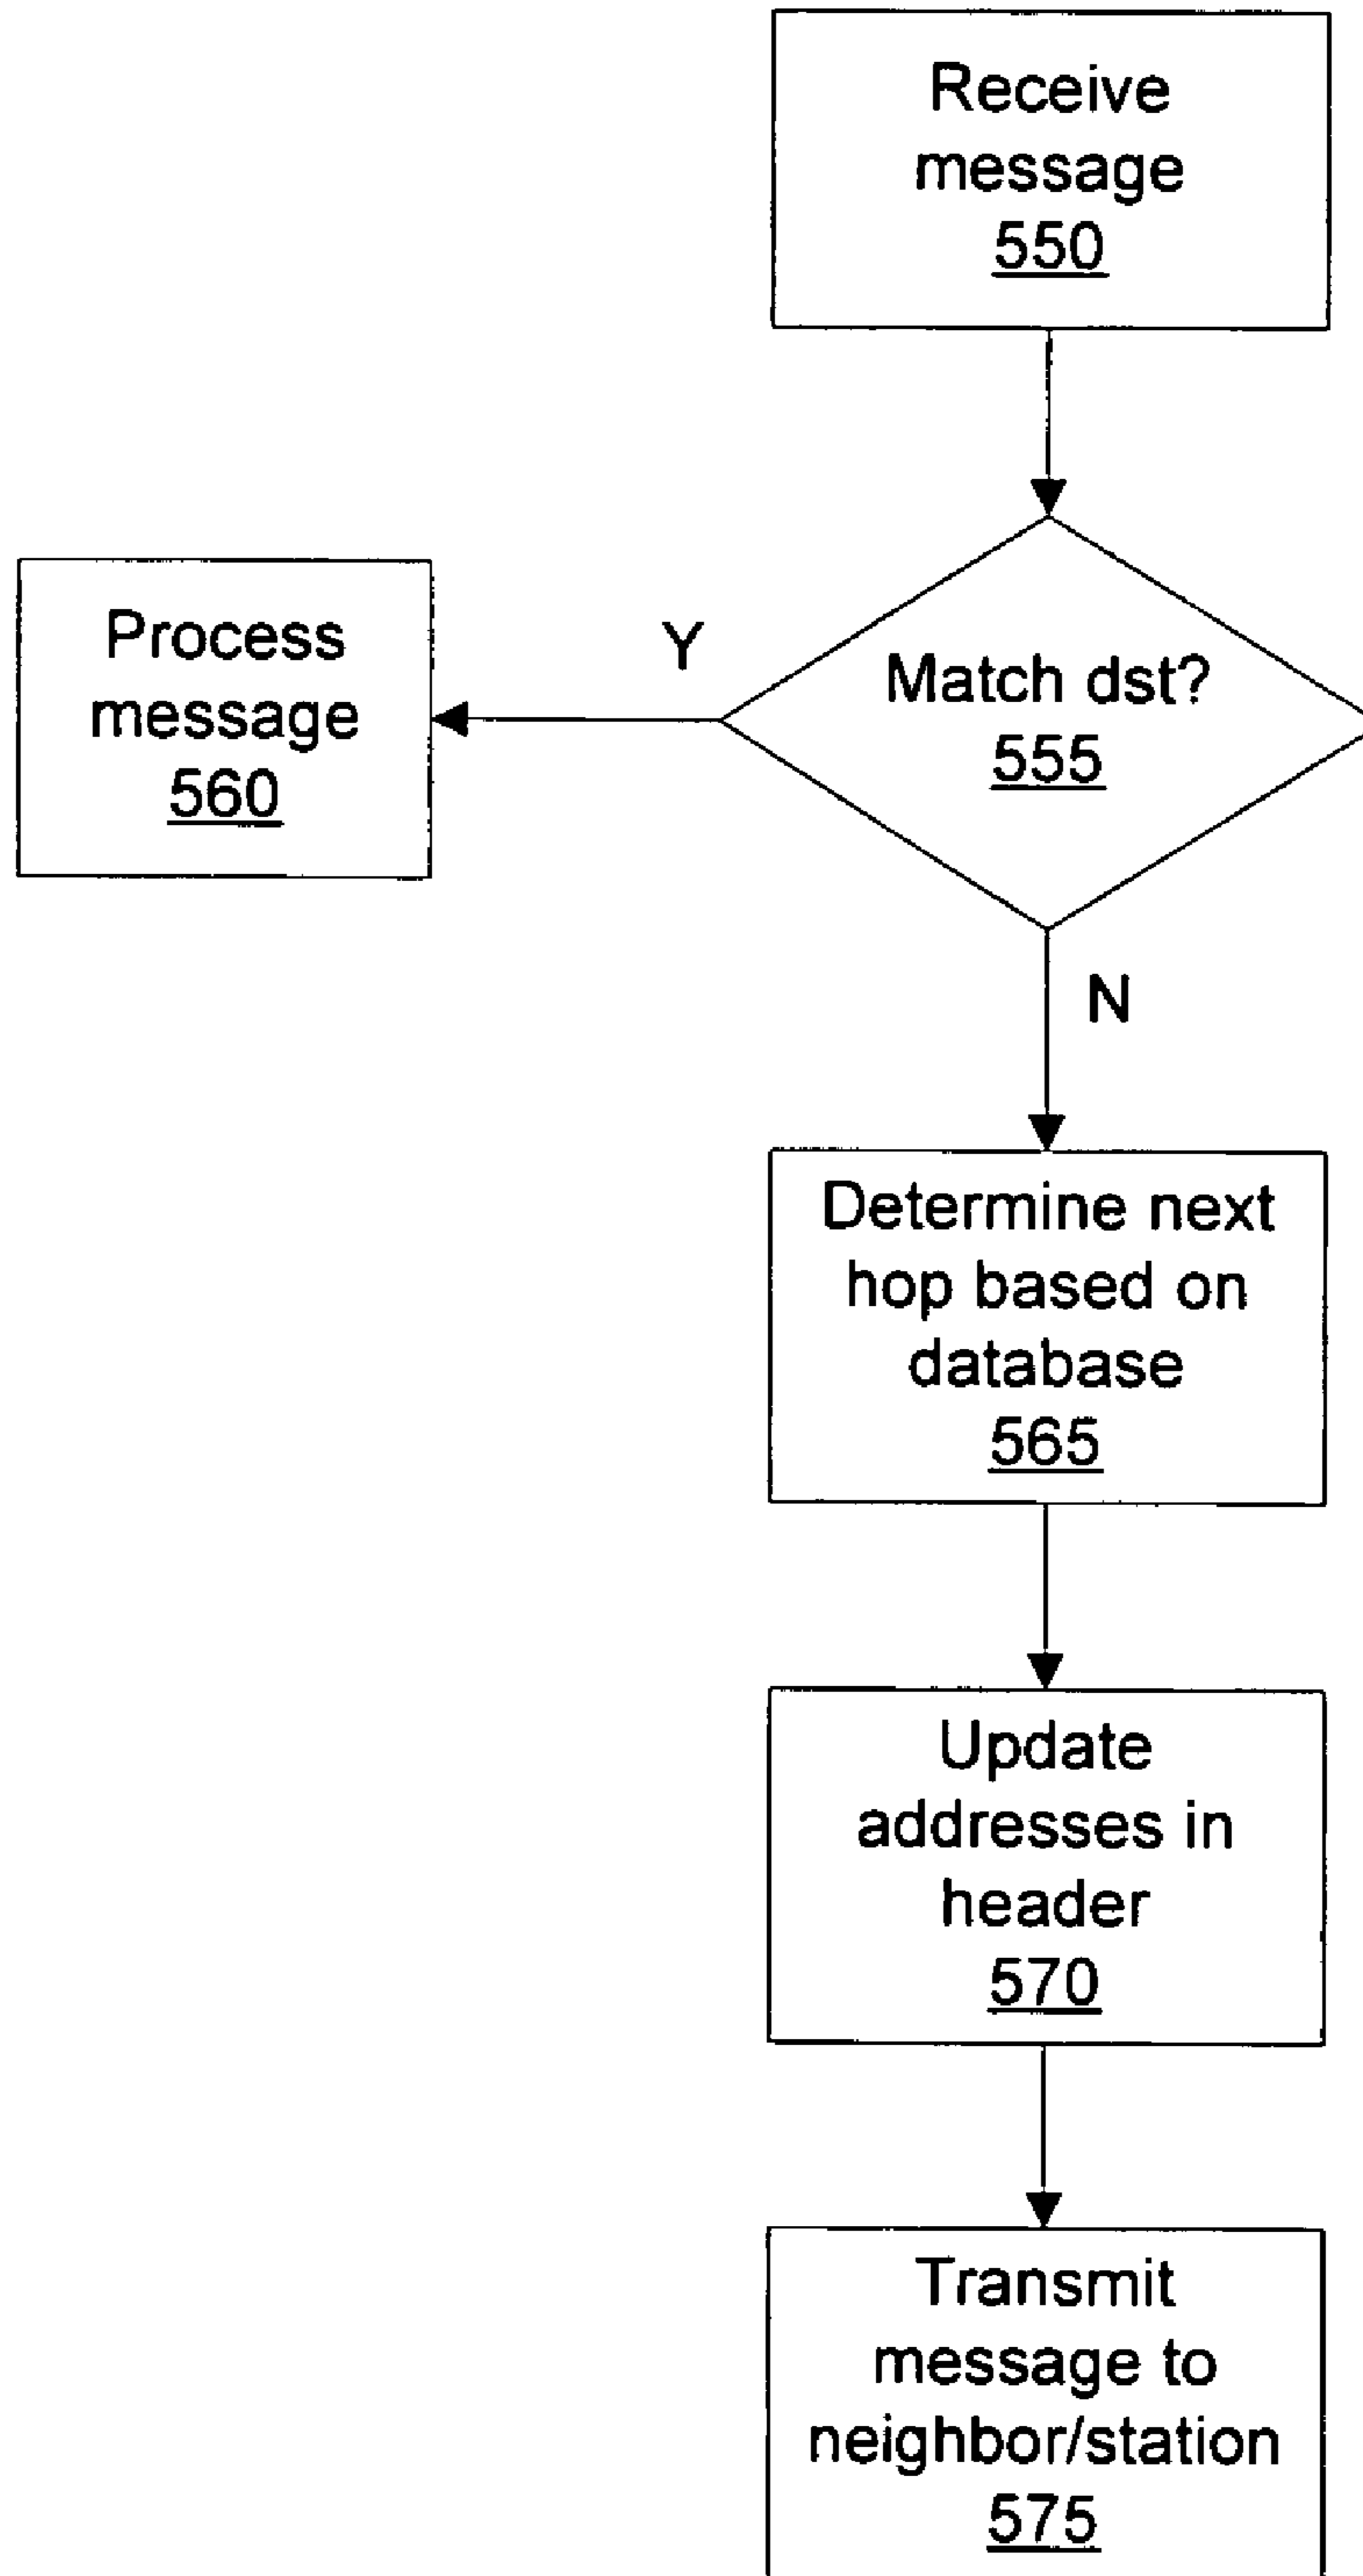 Receive
message
550
Match dst?
555
Y
Process
message
560
N
Determine next
hop based on
database
565
Update
addresses in
header
570
Transmit
message to
neighbor/station
575